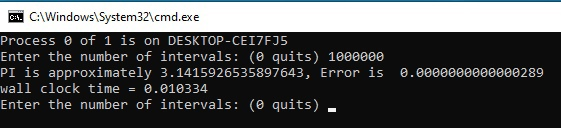 C:\Windows\System32\cmd.exe
Process 0 of 1 is on DESKTOP-CEI7FJ5
Enter the number of intervals: (0 quits) 1000000
PI is approximately 3.1415926535897643, Error is  0.0000000000000289
wall clock time = 0.010334
Enter the number of intervals: (0 quits)